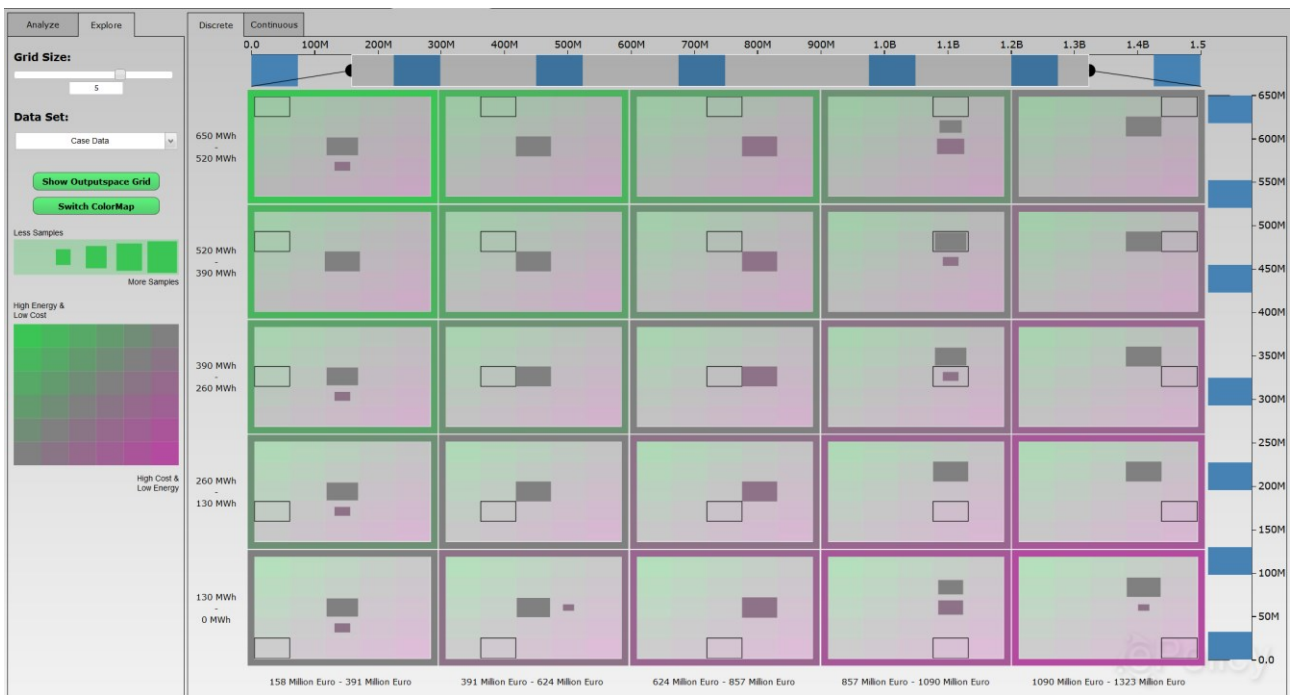 Analyze Explore Discrete Continuous
0.0 100M 200M 300M 400M 500M 600M 700M 800M 900M 1.0B 1.1B 1.2B 1.3B 1.4B 1.5
Grid Size:
5
Data Set:
Case Data
Show Outputspace Grid
Switch ColorMap
Less Samples
More Samples
High Energy &
Low Cost
High Cost &
Low Energy
650 MWh
-
520 MWh
520 MWh
-
390 MWh
390 MWh
-
260 MWh
260 MWh
-
130 MWh
130 MWh
-
0 MWh
650M
600M
550M
500M
450M
400M
350M
300M
250M
200M
150M
100M
50M
0.0
158 Million Euro - 391 Million Euro 391 Million Euro - 624 Million Euro 624 Million Euro - 857 Million Euro 857 Million Euro - 1090 Million Euro 1090 Million Euro - 1323 Million Euro
ePolicy